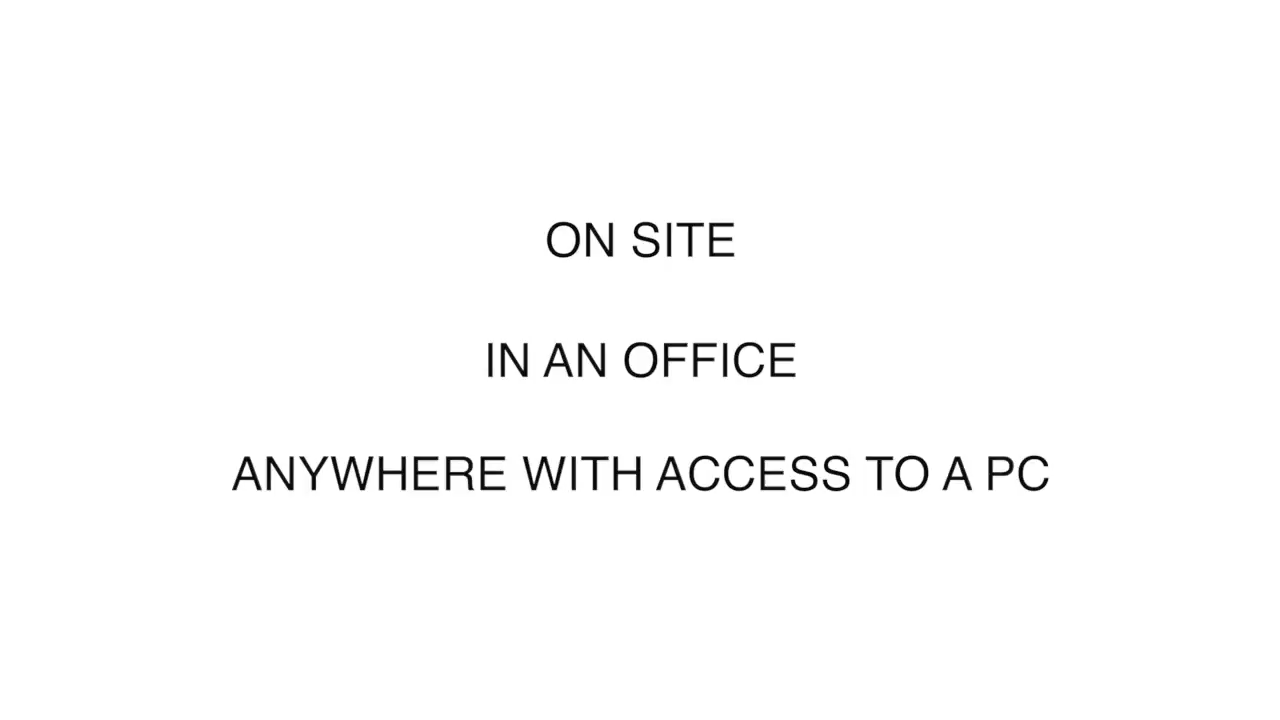 ON SITE
IN AN OFFICE
ANYWHERE WITH ACCESS TO A PC